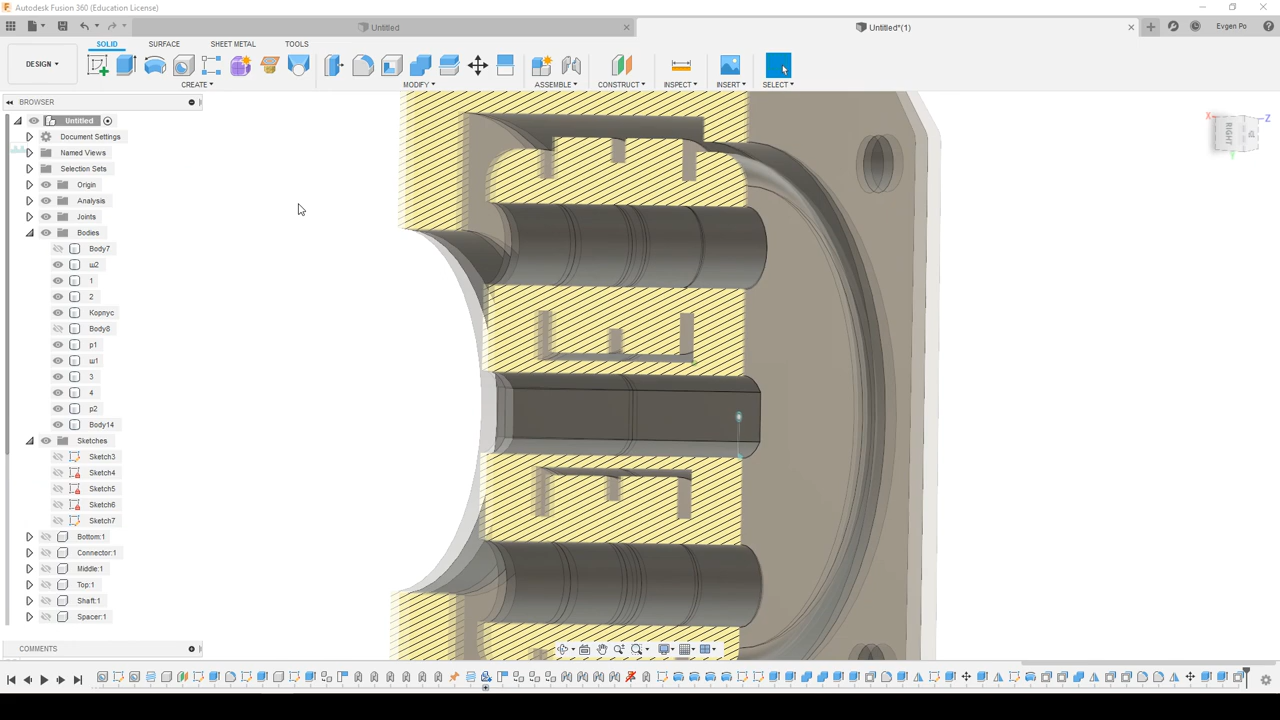 Autodesk Fusion 360 (Education License)
Untitled
Untitled*(1)
Evgen Po
DESIGN
SOLID
SURFACE
SHEET METAL
TOOLS
CREATE
MODIFY
ASSEMBLE
CONSTRUCT
INSPECT
INSERT
SELECT
BROWSER
Untitled
Document Settings
Named Views
Selection Sets
Origin
Analysis
Joints
Bodies
Body7
ш2
1
2
Корпус
Body8
p1
ш1
3
4
p2
Body14
Sketches
Sketch3
Sketch4
Sketch5
Sketch6
Sketch7
Bottom:1
Connector:1
Middle:1
Top:1
Shaft:1
Spacer:1
COMMENTS
X
Z
RIGHT